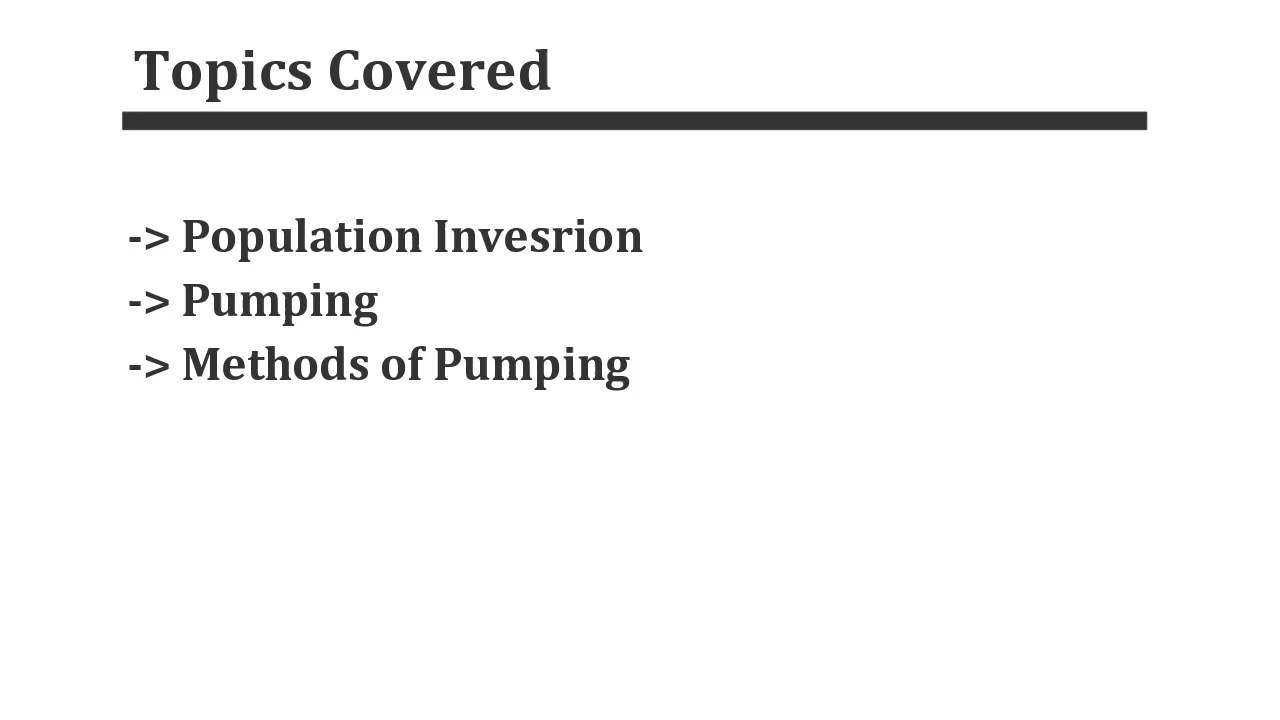 Topics Covered
-> Population Invesrion
-> Pumping
-> Methods of Pumping